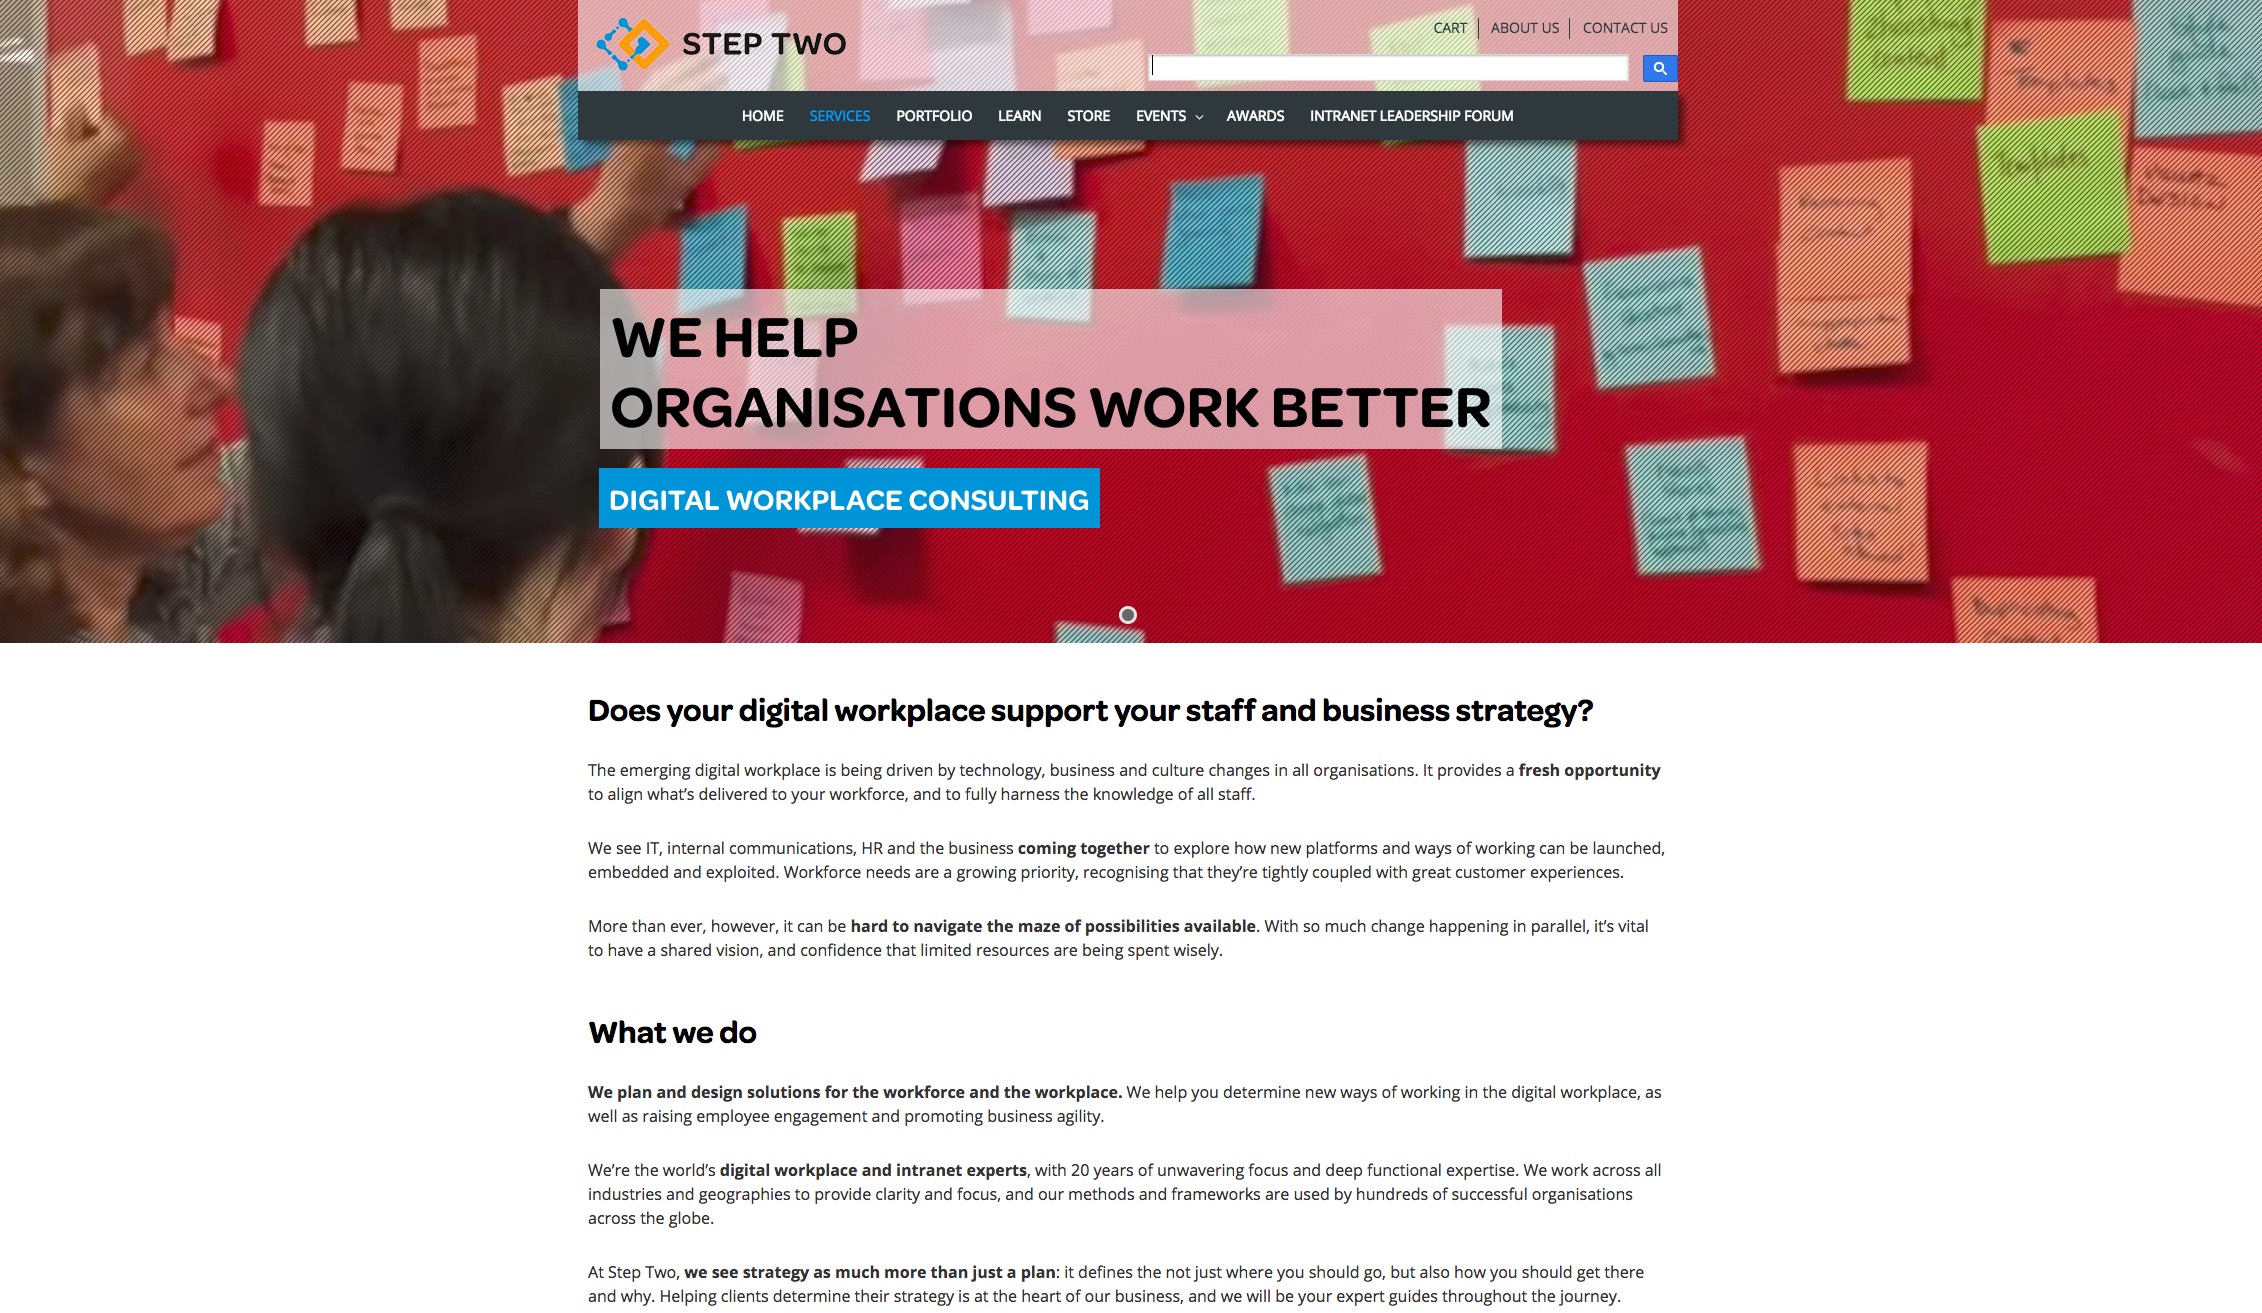 STEP TWO
CART
ABOUT US
CONTACT US
HOME
SERVICES
PORTFOLIO
LEARN
STORE
EVENTS
AWARDS
INTRANET LEADERSHIP FORUM
Templates
Templates
VISUAL
DESIGN
WE HELP
ORGANISATIONS WORK BETTER
DIGITAL WORKPLACE CONSULTING
Does your digital workplace support your staff and business strategy?
The emerging digital workplace is being driven by technology, business and culture changes in all organisations. It provides a fresh opportunity
to align what’s delivered to your workforce, and to fully harness the knowledge of all staff.
We see IT, internal communications, HR and the business coming together to explore how new platforms and ways of working can be launched,
embedded and exploited. Workforce needs are a growing priority, recognising that they’re tightly coupled with great customer experiences.
More than ever, however, it can be hard to navigate the maze of possibilities available. With so much change happening in parallel, it’s vital
to have a shared vision, and confidence that limited resources are being spent wisely.
What we do
We plan and design solutions for the workforce and the workplace. We help you determine new ways of working in the digital workplace, as
well as raising employee engagement and promoting business agility.
We’re the world’s digital workplace and intranet experts, with 20 years of unwavering focus and deep functional expertise. We work across all
industries and geographies to provide clarity and focus, and our methods and frameworks are used by hundreds of successful organisations
across the globe.
At Step Two, we see strategy as much more than just a plan: it defines the not just where you should go, but also how you should get there
and why. Helping clients determine their strategy is at the heart of our business, and we will be your expert guides throughout the journey.